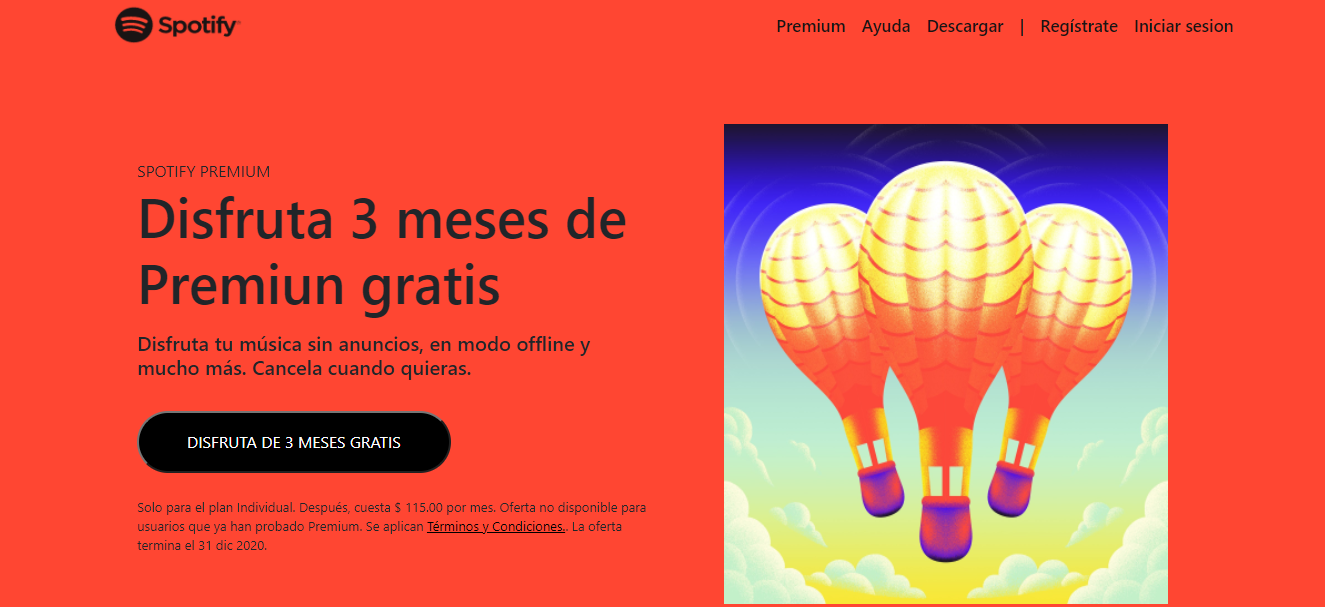 Spotify
Premium Ayuda Descargar | Regístrate Iniciar sesion
SPOTIFY PREMIUM
Disfruta 3 meses de
Premiun gratis
Disfruta tu música sin anuncios, en modo offline y
mucho más. Cancela cuando quieras.
DISFRUTA DE 3 MESES GRATIS
Solo para el plan Individual. Después, cuesta $ 115.00 por mes. Oferta no disponible para
usuarios que ya han probado Premium. Se aplican Términos y Condiciones.. La oferta
termina el 31 dic 2020.